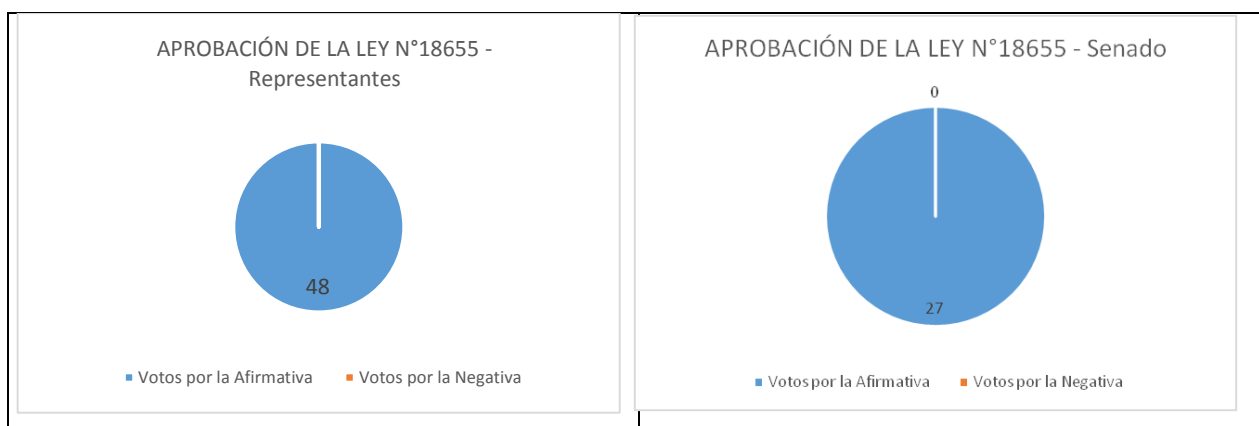 APROBACIÓN DE LA LEY N°18655 -
Representantes
48
Votos por la Afirmativa Votos por la Negativa
APROBACIÓN DE LA LEY N°18655 - Senado
0
27
Votos por la Afirmativa Votos por la Negativa